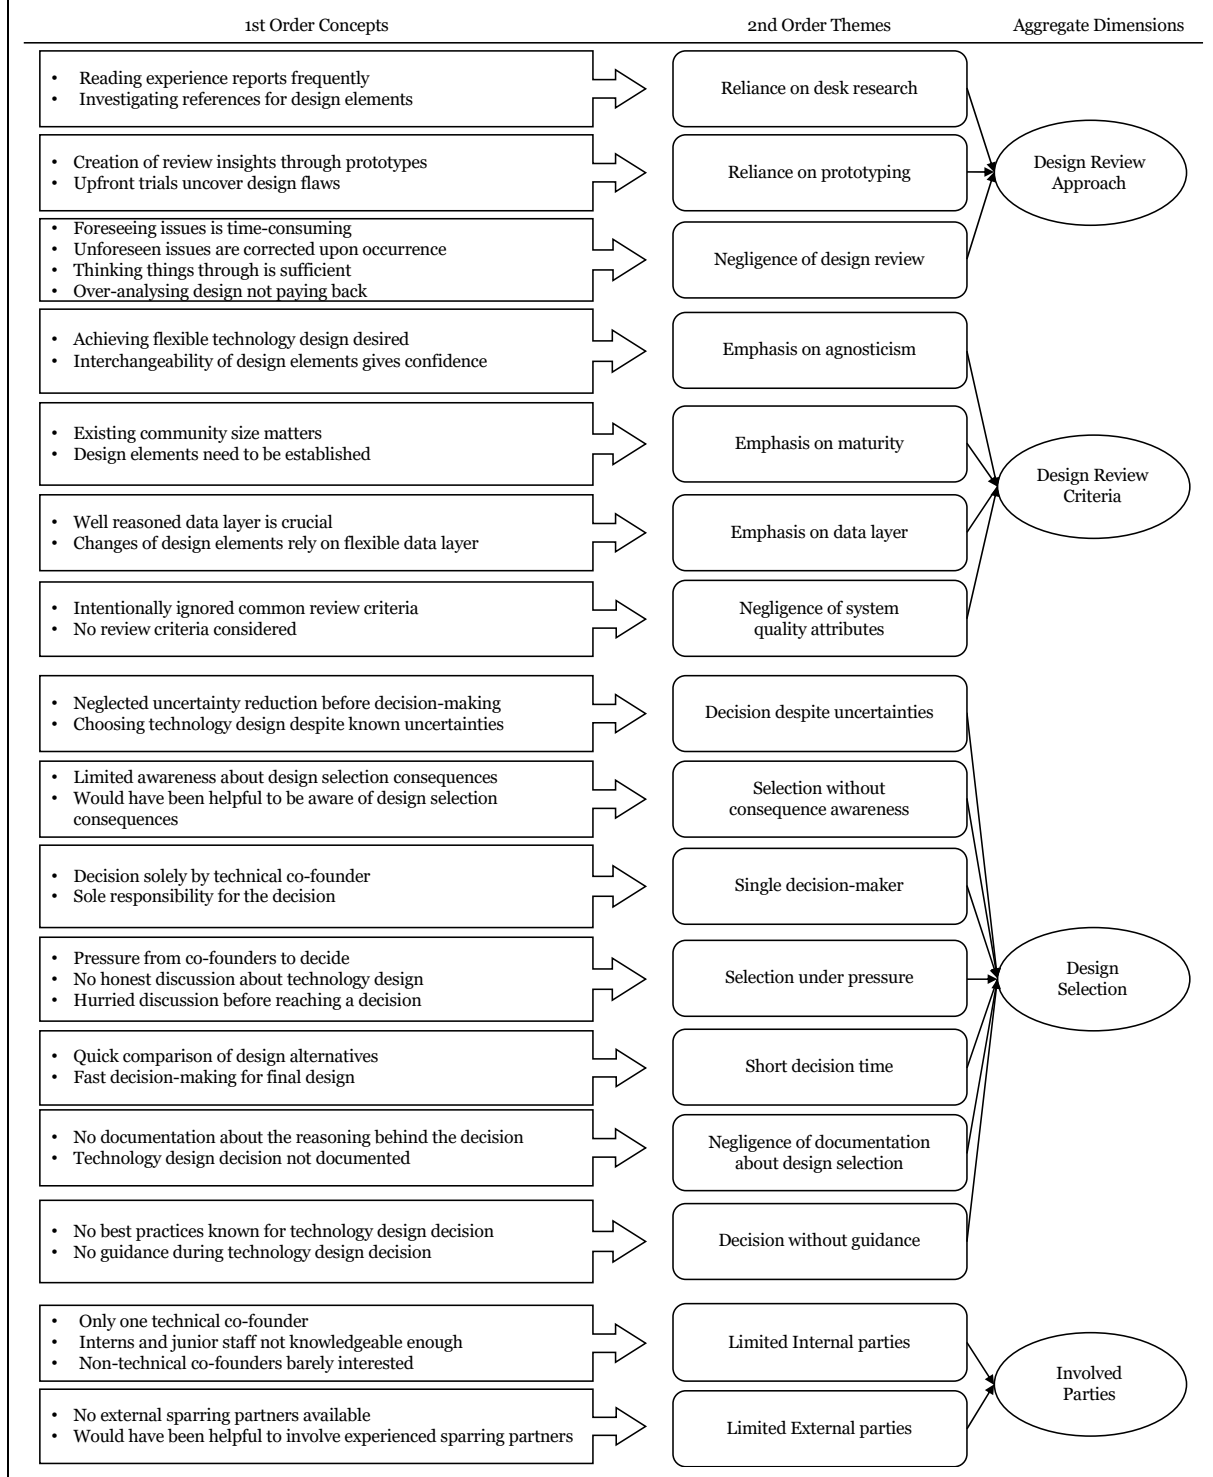 1st Order Concepts
2nd Order Themes
Aggregate Dimensions
• Reading experience reports frequently
• Investigating references for design elements
Reliance on desk research
• Creation of review insights through prototypes
• Upfront trials uncover design flaws
Reliance on prototyping
Design Review
Approach
• Foreseeing issues is time-consuming
• Unforeseen issues are corrected upon occurrence
• Thinking things through is sufficient
• Over-analysing design not paying back
Negligence of design review
• Achieving flexible technology design desired
• Interchangeability of design elements gives confidence
Emphasis on agnosticism
• Existing community size matters
• Design elements need to be established
Emphasis on maturity
Design Review
Criteria
• Well reasoned data layer is crucial
• Changes of design elements rely on flexible data layer
Emphasis on data layer
• Intentionally ignored common review criteria
• No review criteria considered
Negligence of system
quality attributes
• Neglected uncertainty reduction before decision-making
• Choosing technology design despite known uncertainties
Decision despite uncertainties
• Limited awareness about design selection consequences
• Would have been helpful to be aware of design selection
consequences
Selection without
consequence awareness
• Decision solely by technical co-founder
• Sole responsibility for the decision
Single decision-maker
• Pressure from co-founders to decide
• No honest discussion about technology design
• Hurried discussion before reaching a decision
Selection under pressure
Design
Selection
• Quick comparison of design alternatives
• Fast decision-making for final design
Short decision time
• No documentation about the reasoning behind the decision
• Technology design decision not documented
Negligence of documentation
about design selection
• No best practices known for technology design decision
• No guidance during technology design decision
Decision without guidance
• Only one technical co-founder
• Interns and junior staff not knowledgeable enough
• Non-technical co-founders barely interested
Limited Internal parties
Involved
Parties
• No external sparring partners available
• Would have been helpful to involve experienced sparring partners
Limited External parties